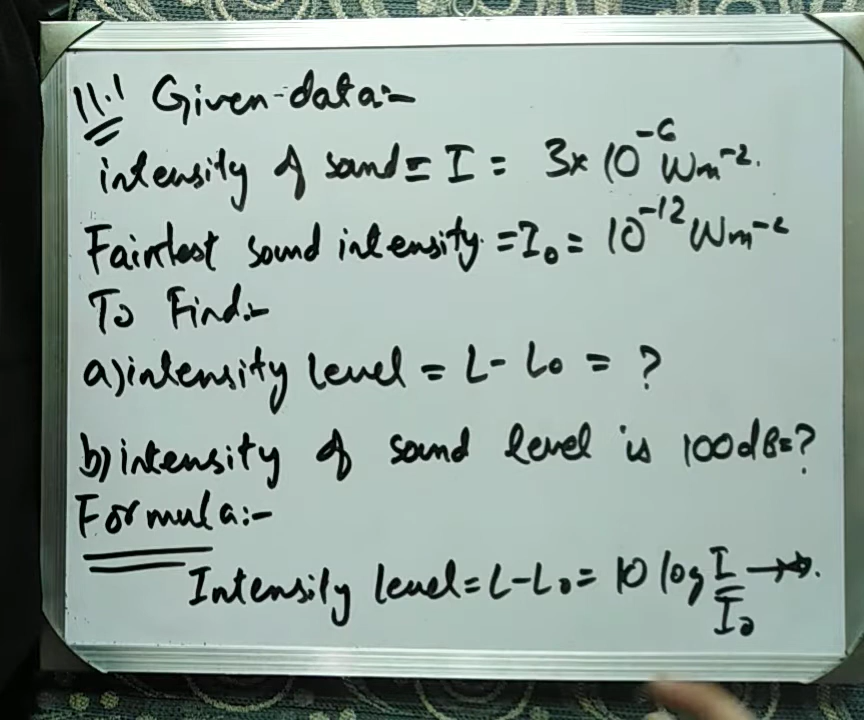 11.1 Given-data:-
intensity of sound = I = 3×10⁻⁶ Wm⁻².
Faintest sound intensity = I₀ = 10⁻¹² Wm⁻²
To Find:-
a) intensity level = L - L₀ = ?
b) intensity of sound level is 100dB=?
Formula:-
Intensity level = L-L₀ = 10 log I/I₀ →